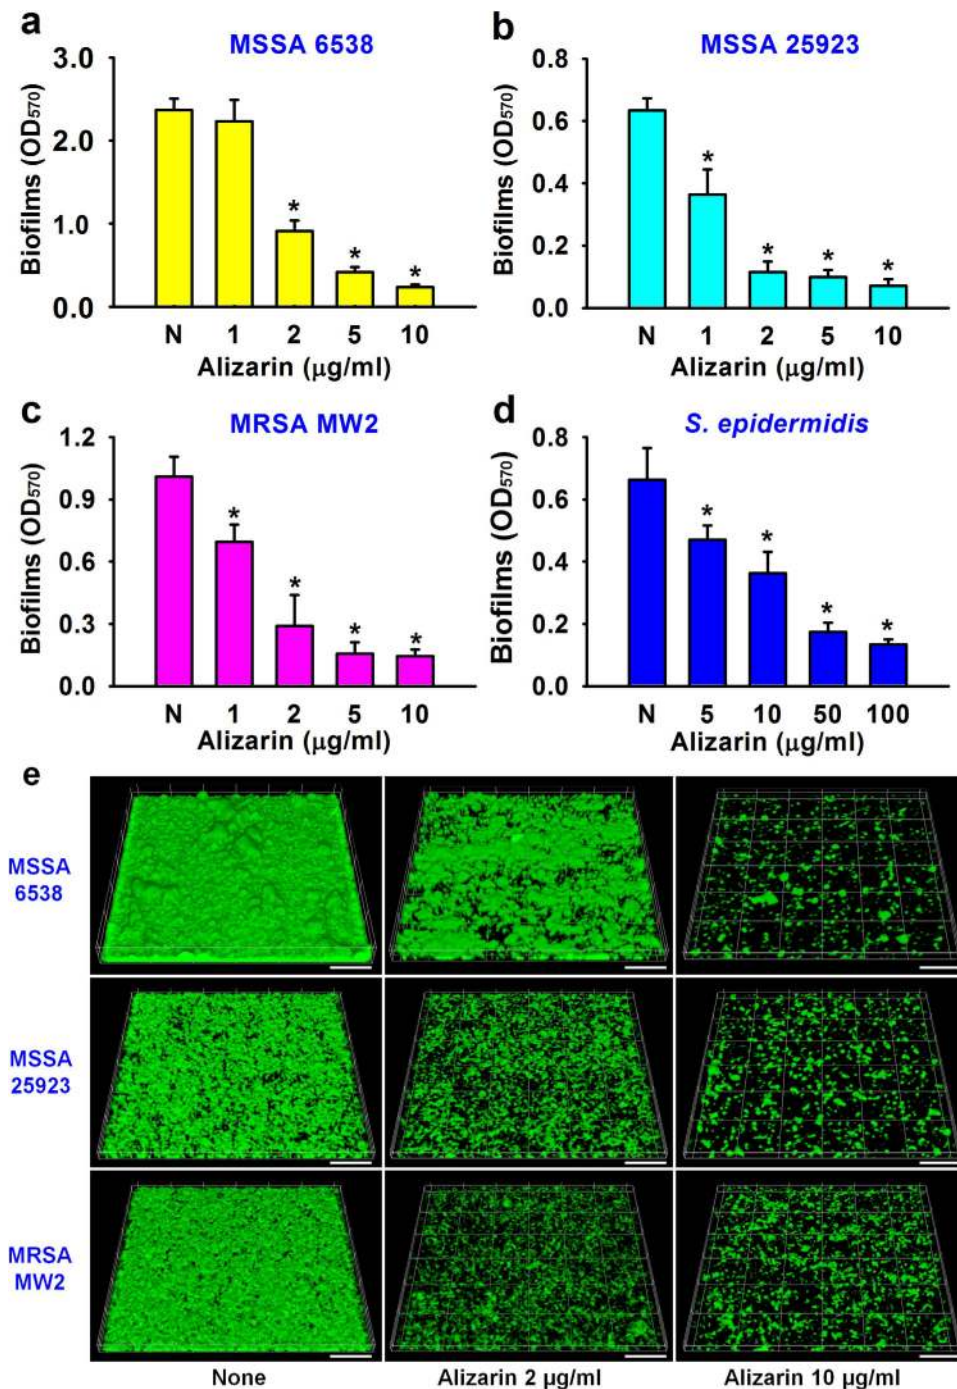 a
MSSA 6538
Biofilms (OD570)
3.0
2.0
1.0
0.0
*
*
*
N 1 2 5 10
Alizarin (µg/ml)
b
MSSA 25923
Biofilms (OD570)
0.8
0.6
0.4
0.2
0.0
*
*
*
*
N 1 2 5 10
Alizarin (µg/ml)
c
MRSA MW2
Biofilms (OD570)
1.2
0.9
0.6
0.3
0.0
*
*
*
*
N 1 2 5 10
Alizarin (µg/ml)
d
S. epidermidis
Biofilms (OD570)
0.8
0.6
0.4
0.2
0.0
*
*
*
*
N 5 10 50 100
Alizarin (µg/ml)
e
MSSA
6538
MSSA
25923
MRSA
MW2
None Alizarin 2 µg/ml Alizarin 10 µg/ml